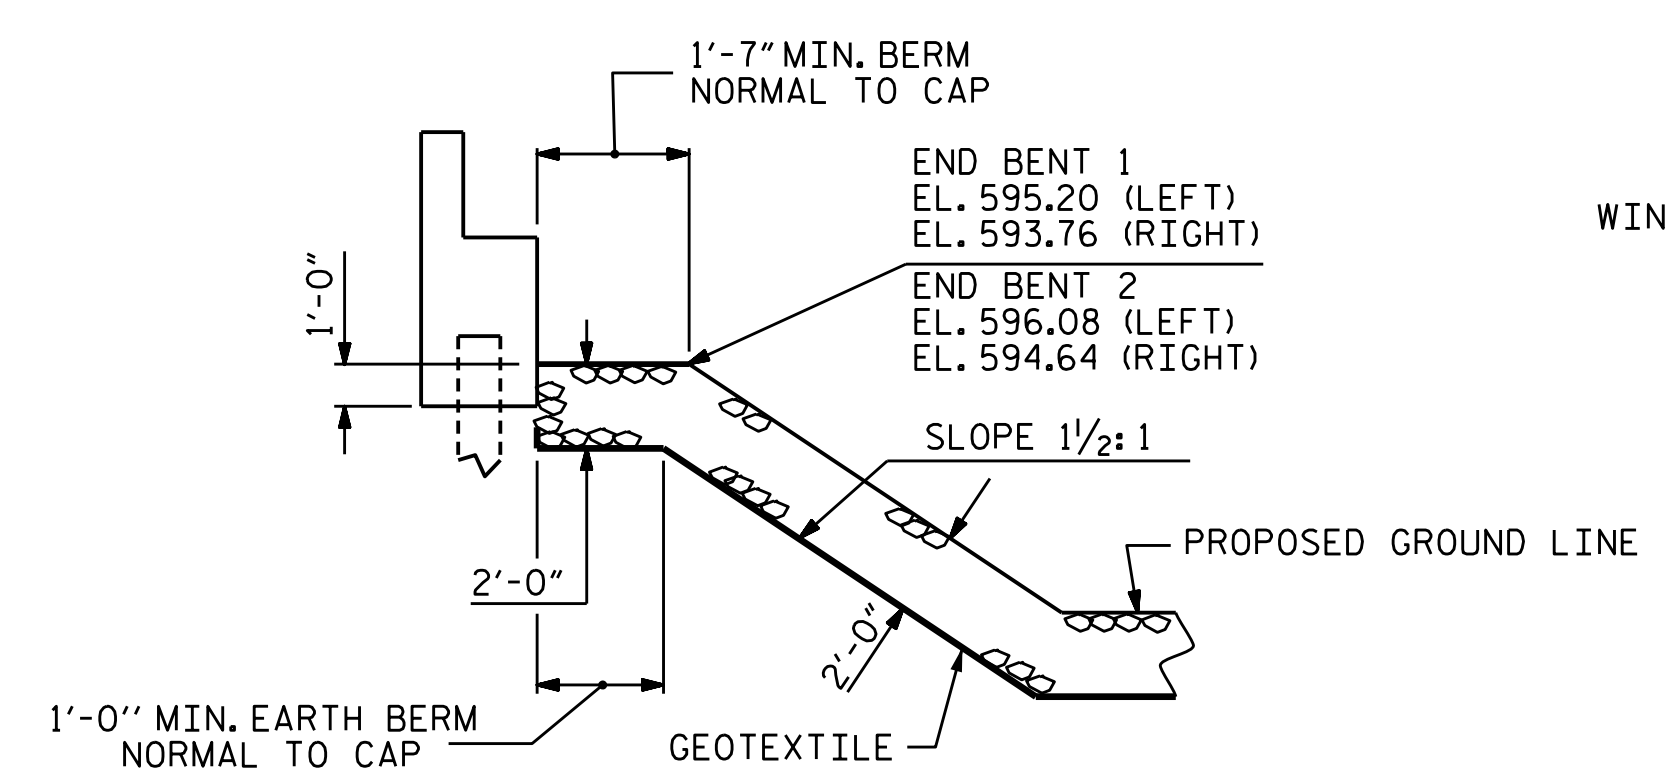 1'-7" MIN. BERM
NORMAL TO CAP
END BENT 1
EL. 595.20 (LEFT)
EL. 593.76 (RIGHT)
END BENT 2
EL. 596.08 (LEFT)
EL. 594.64 (RIGHT)
WIN
1'-0"
SLOPE 1 1/2: 1
PROPOSED GROUND LINE
2'-0"
2'-0"
1'-0'' MIN. EARTH BERM
NORMAL TO CAP
GEOTEXTILE